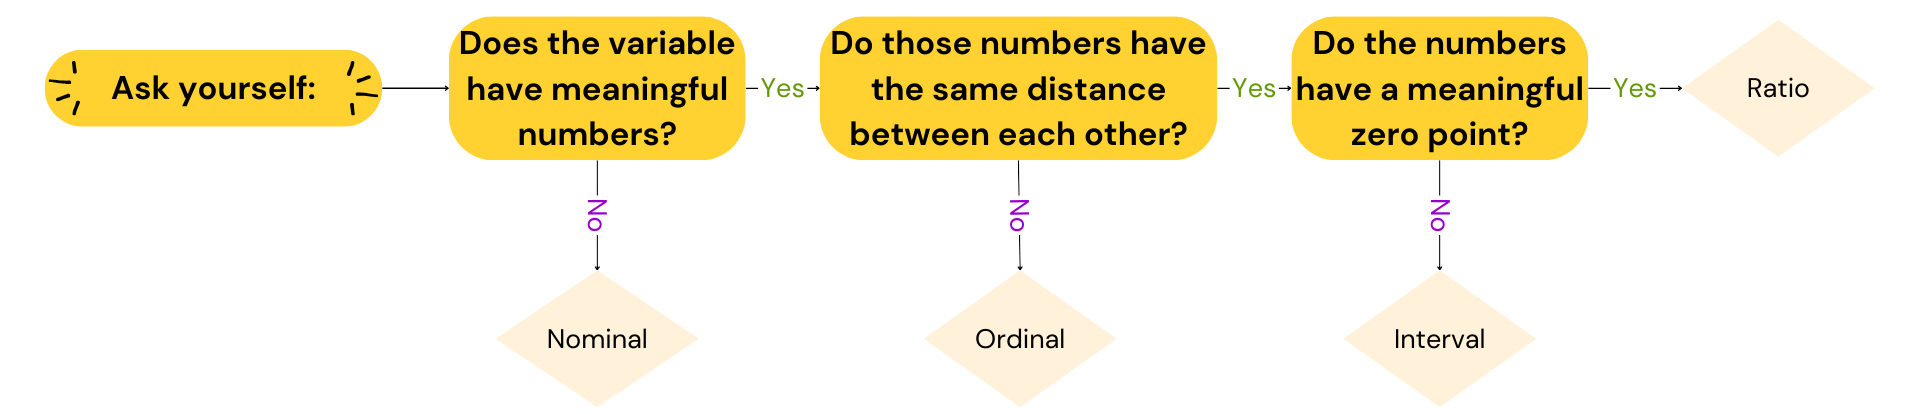 Ask yourself:
Does the variable
have meaningful
numbers?
Yes
Do those numbers have
the same distance
between each other?
Yes
Do the numbers
have a meaningful
zero point?
Yes
Ratio
No
No
No
Nominal
Ordinal
Interval